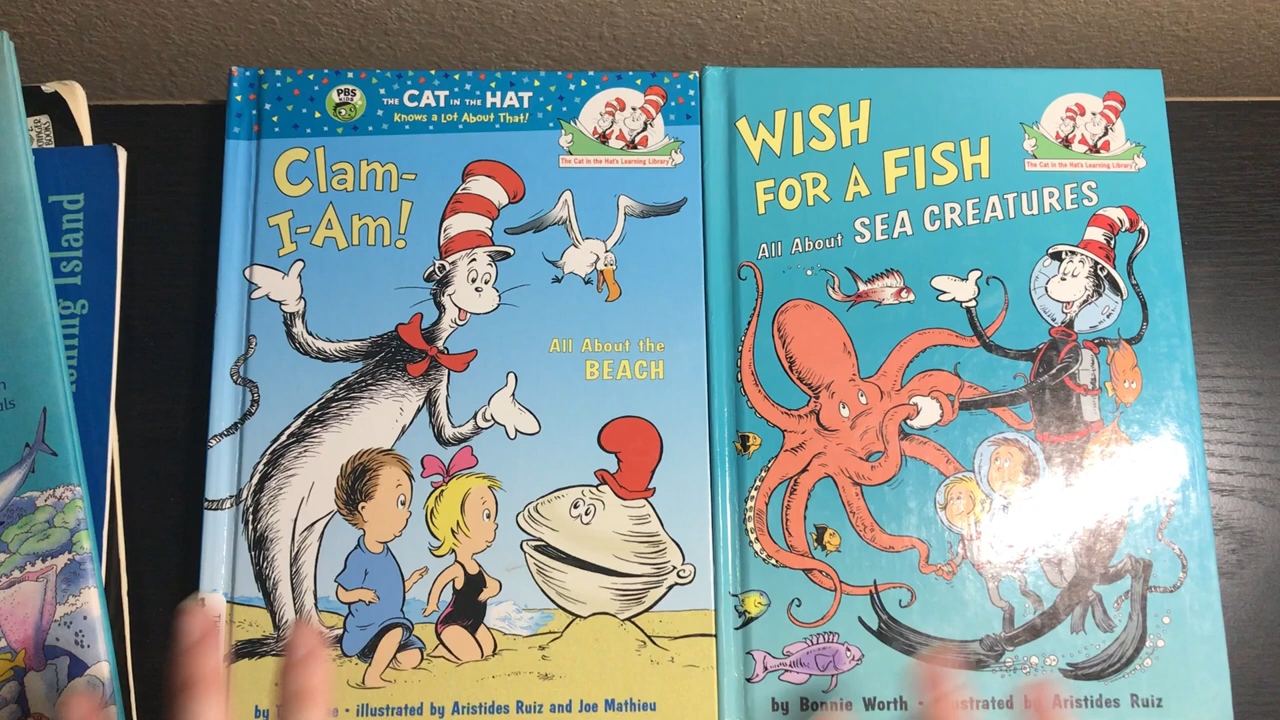 PBS
KIDS
THE CAT IN THE HAT
Knows a Lot About That!
The Cat in the Hat's Learning Library
Clam-
I-Am!
All About the
BEACH
by
illustrated by Aristides Ruiz and Joe Mathieu
WISH
FOR A FISH
All About SEA CREATURES
The Cat in the Hat's Learning Library
by Bonnie Worth • illustrated by Aristides Ruiz
Island
BOOKS